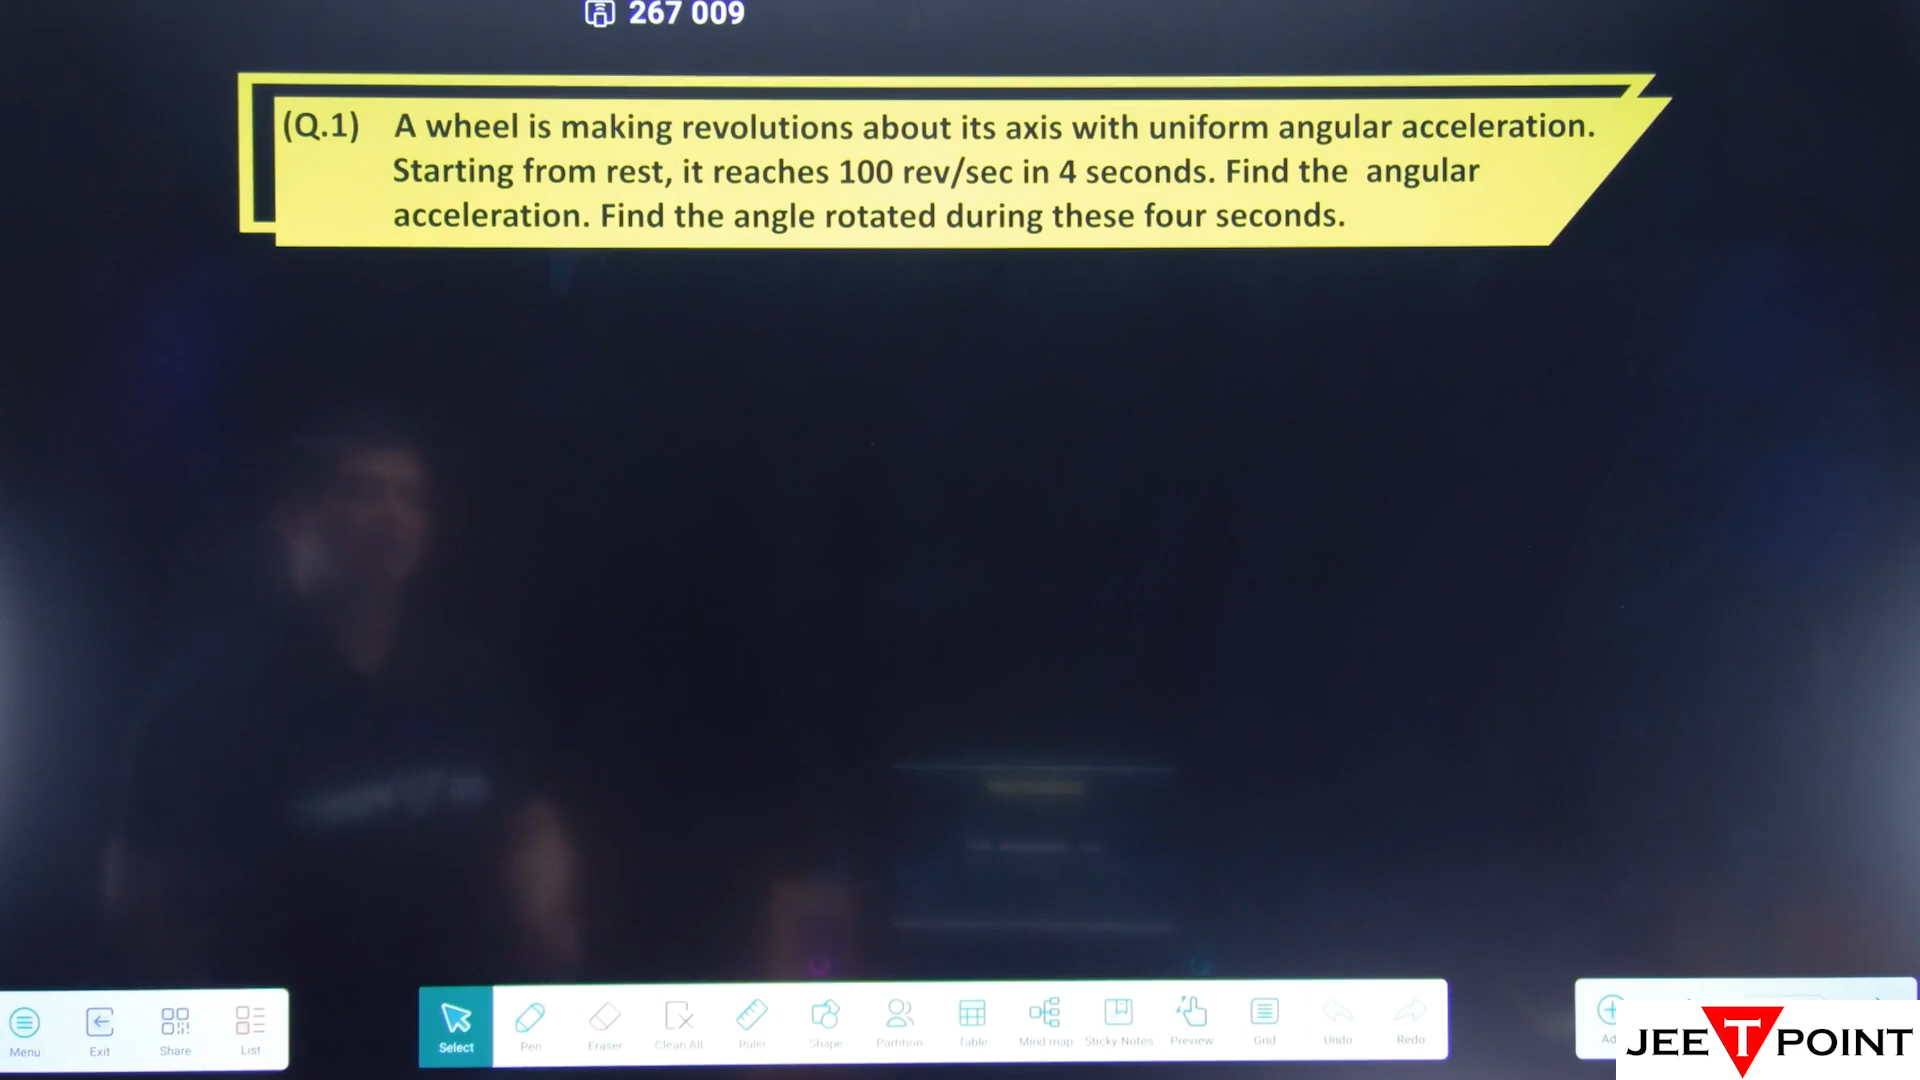 267 009
(Q.1) A wheel is making revolutions about its axis with uniform angular acceleration.
Starting from rest, it reaches 100 rev/sec in 4 seconds. Find the angular
acceleration. Find the angle rotated during these four seconds.
Menu Exit Share List
Select Pen Eraser Clean All Ruler Shape Partition Table Mind map Sticky Notes Preview Grid Undo Redo
JEE T POINT